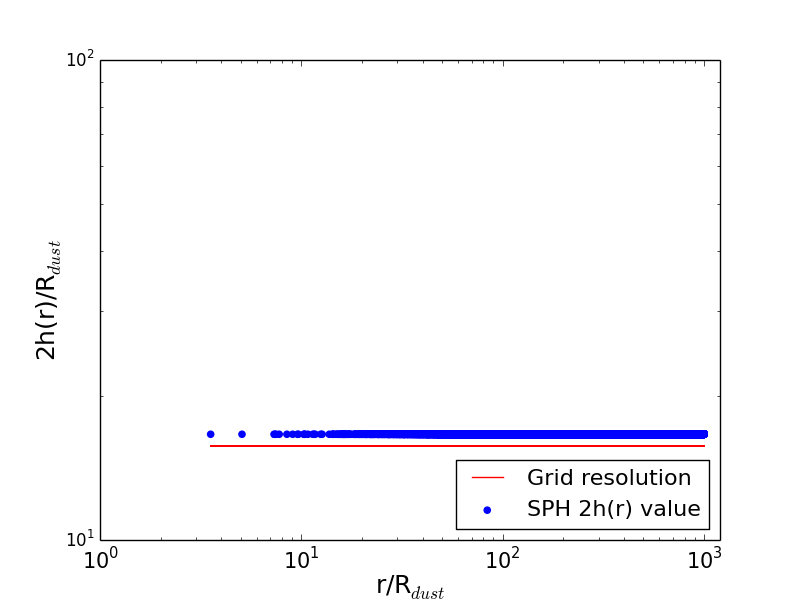 10²
2h(r)/R_dust
10¹
10⁰
10¹
10²
10³
r/R_dust
Grid resolution
SPH 2h(r) value